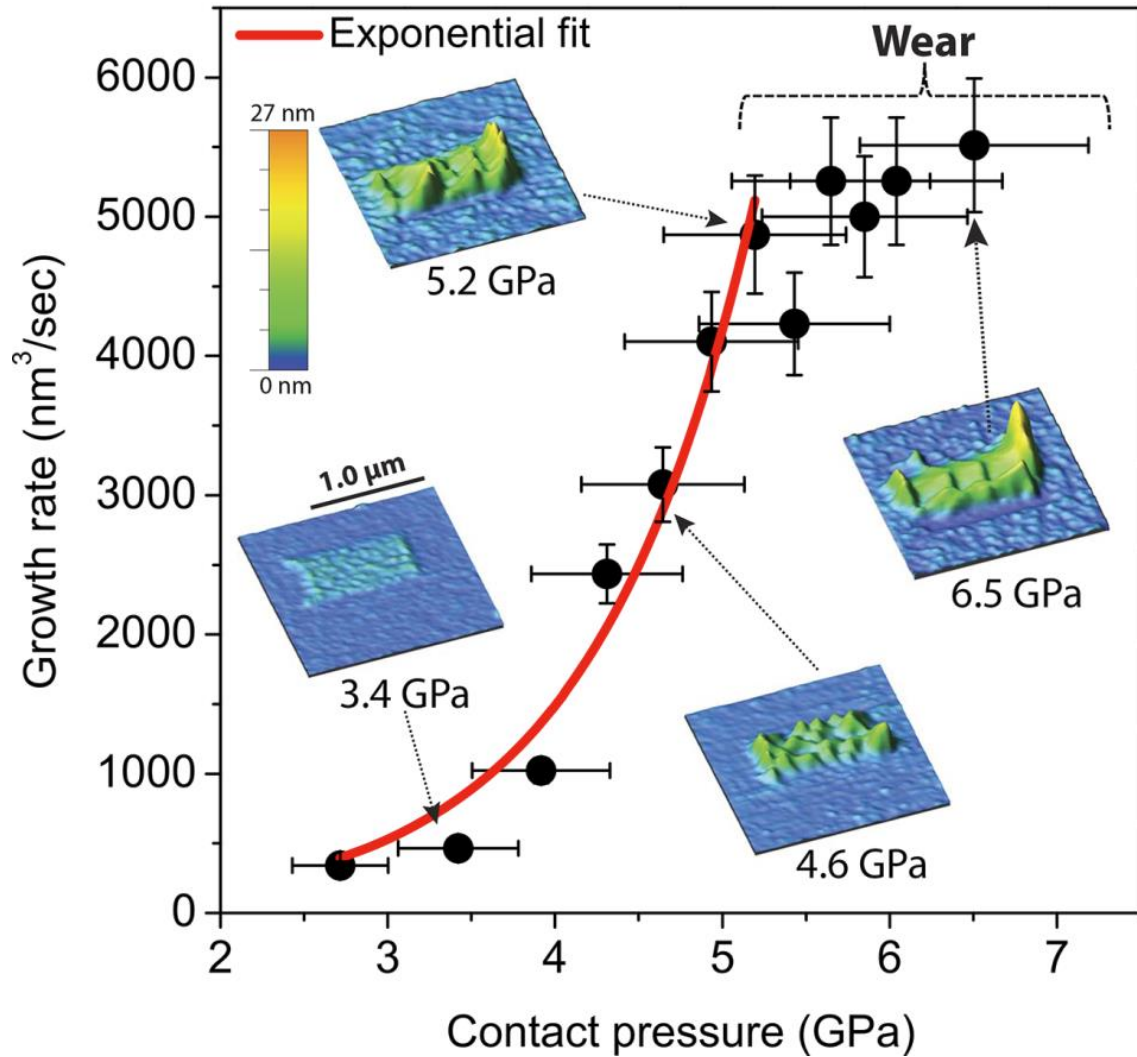 Exponential fit
Wear
6000
5000
4000
3000
2000
1000
0
Growth rate (nm³/sec)
27 nm
0 nm
5.2 GPa
1.0 µm
3.4 GPa
6.5 GPa
4.6 GPa
2 3 4 5 6 7
Contact pressure (GPa)